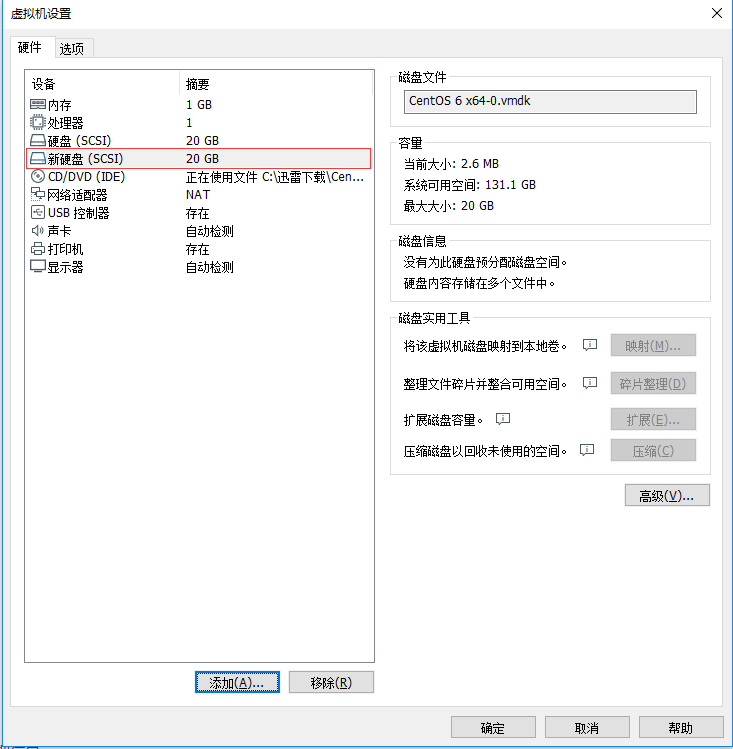 虚拟机设置
硬件 选项
设备 摘要
内存 1 GB
处理器 1
硬盘 (SCSI) 20 GB
新硬盘 (SCSI) 20 GB
CD/DVD (IDE) 正在使用文件 C:\迅雷下载\Cen...
网络适配器 NAT
USB 控制器 存在
声卡 自动检测
打印机 存在
显示器 自动检测
添加(A)... 移除(R)
磁盘文件
CentOS 6 x64-0.vmdk
容量
当前大小: 2.6 MB
系统可用空间: 131.1 GB
最大大小: 20 GB
磁盘信息
没有为此硬盘预分配磁盘空间。
硬盘内容存储在多个文件中。
磁盘实用工具
将该虚拟机磁盘映射到本地卷。 映射(M)...
整理文件碎片并整合可用空间。 碎片整理(D)
扩展磁盘容量。 扩展(E)...
压缩磁盘以回收未使用的空间。 压缩(C)
高级(V)...
确定 取消 帮助